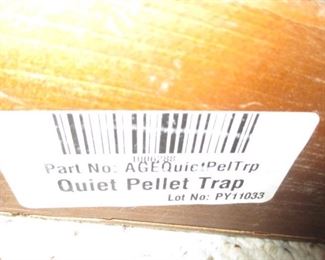 Part No: AGEQuietPelTrp
Quiet Pellet Trap
Lot No: PY11033